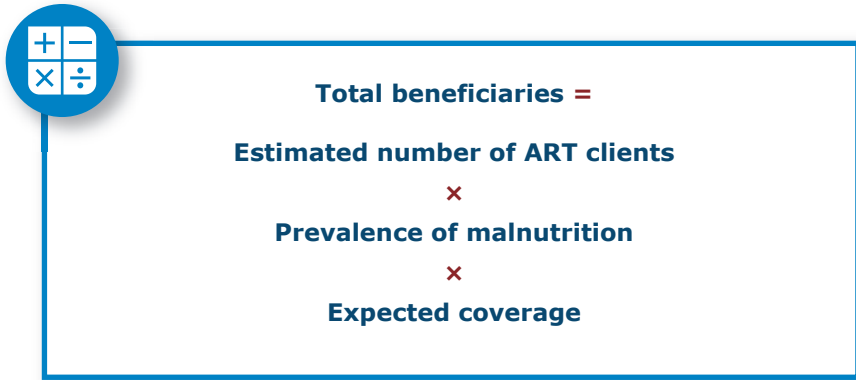 Total beneficiaries =
Estimated number of ART clients
×
Prevalence of malnutrition
×
Expected coverage